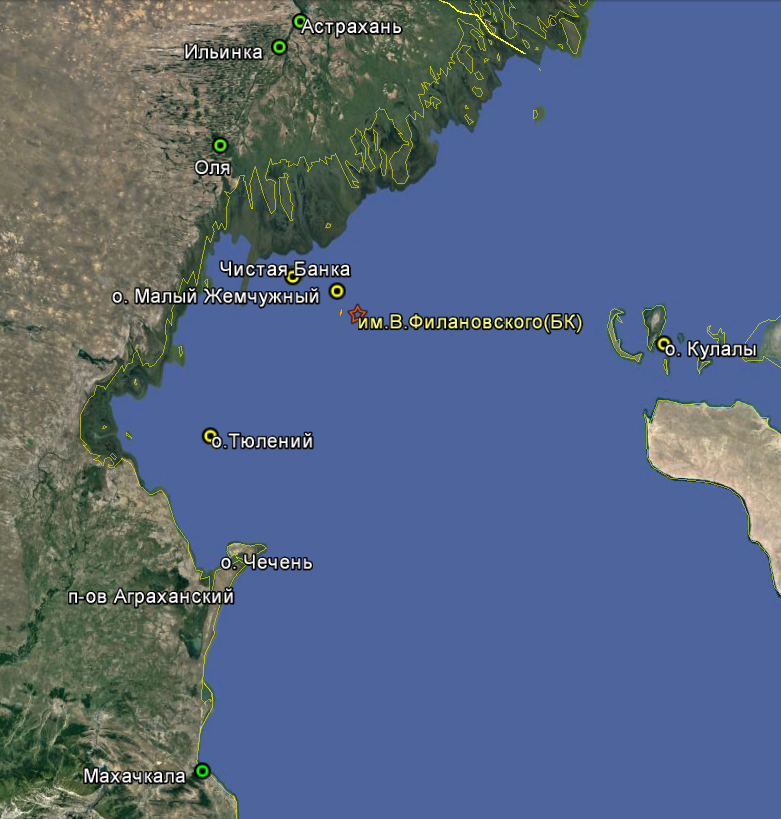 Астрахань
Ильинка
Оля
Чистая Банка
о. Малый Жемчужный
им.В.Филановского(БК)
о. Кулалы
о.Тюлений
о. Чечень
п-ов Аграханский
Махачкала